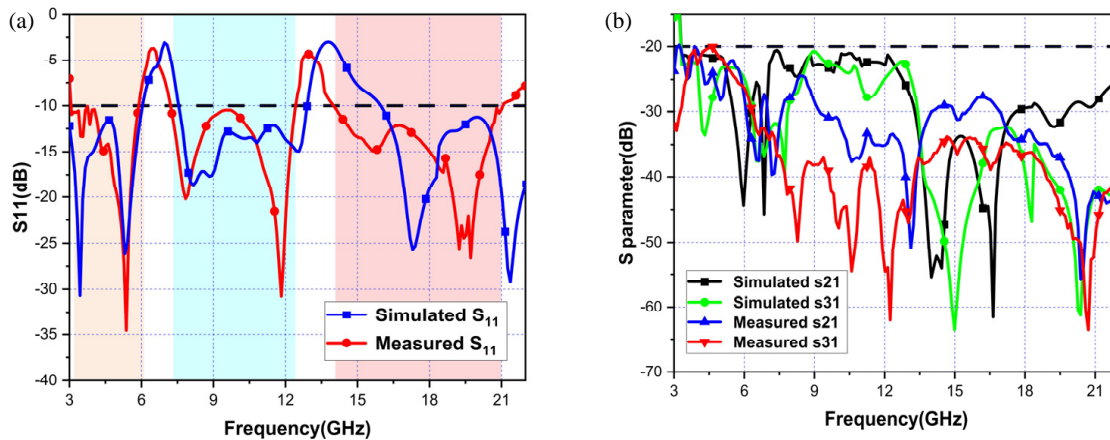 (a)
0
-5
-10
-15
-20
-25
-30
-35
-40
S11(dB)
3 6 9 12 15 18 21
Frequency(GHz)
Simulated S₁₁
Measured S₁₁
(b)
-20
-30
-40
-50
-60
-70
S parameter(dB)
3 6 9 12 15 18 21
Frequency(GHz)
Simulated s21
Simulated s31
Measured s21
Measured s31